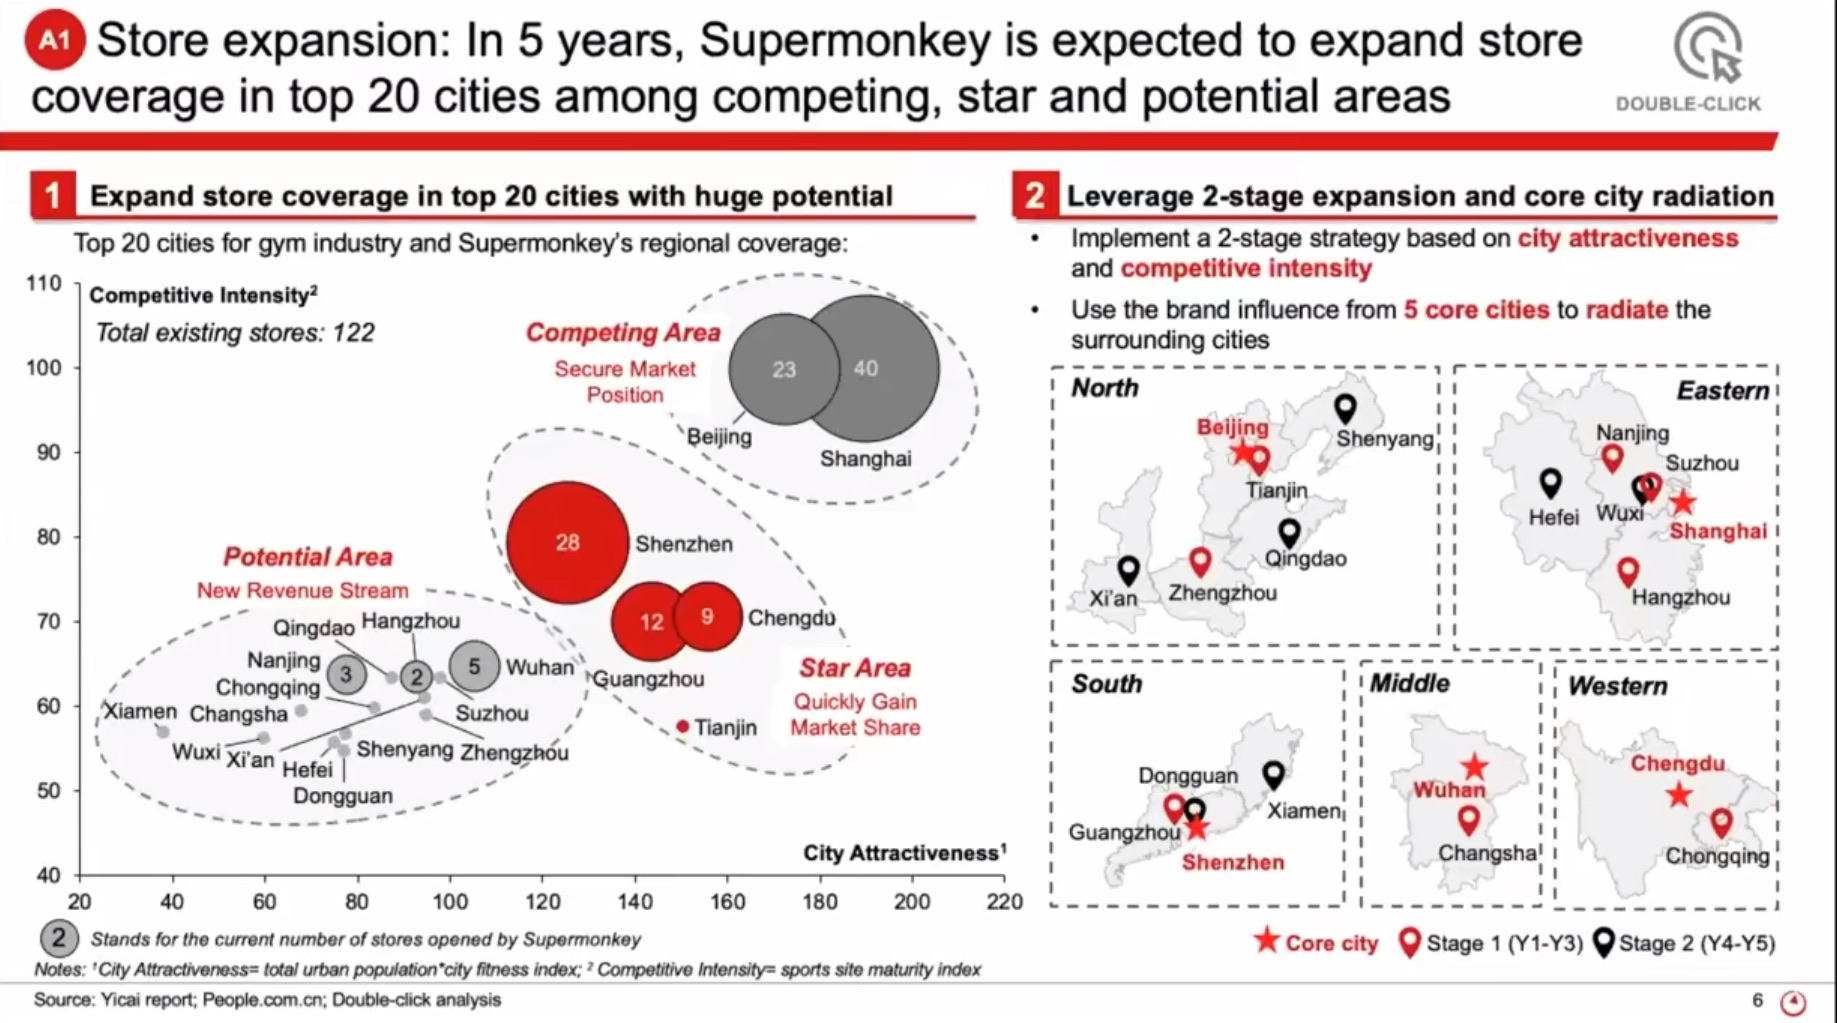 A1 Store expansion: In 5 years, Supermonkey is expected to expand store
coverage in top 20 cities among competing, star and potential areas
DOUBLE-CLICK
1 Expand store coverage in top 20 cities with huge potential
Top 20 cities for gym industry and Supermonkey's regional coverage:
110
100
90
80
70
60
50
40
Competitive Intensity²
Total existing stores: 122
Competing Area
Secure Market
Position
23
40
Beijing
Shanghai
28
Shenzhen
12
9
Chengdu
Guangzhou
Tianjin
Star Area
Quickly Gain
Market Share
Potential Area
New Revenue Stream
Qingdao
Hangzhou
Nanjing
3
2
5
Wuhan
Chongqing
Xiamen
Changsha
Suzhou
Wuxi
Xi'an
Hefei
Shenyang
Zhengzhou
Dongguan
City Attractiveness¹
20 40 60 80 100 120 140 160 180 200 220
2 Stands for the current number of stores opened by Supermonkey
Notes: ¹City Attractiveness= total urban population*city fitness index; ² Competitive Intensity= sports site maturity index
Source: Yicai report; People.com.cn; Double-click analysis
2 Leverage 2-stage expansion and core city radiation
• Implement a 2-stage strategy based on city attractiveness
and competitive intensity
• Use the brand influence from 5 core cities to radiate the
surrounding cities
North
Beijing
Shenyang
Tianjin
Qingdao
Xi'an
Zhengzhou
Eastern
Nanjing
Suzhou
Hefei
Wuxi
Shanghai
Hangzhou
South
Dongguan
Xiamen
Guangzhou
Shenzhen
Middle
Wuhan
Changsha
Western
Chengdu
Chongqing
Core city Stage 1 (Y1-Y3) Stage 2 (Y4-Y5)
6